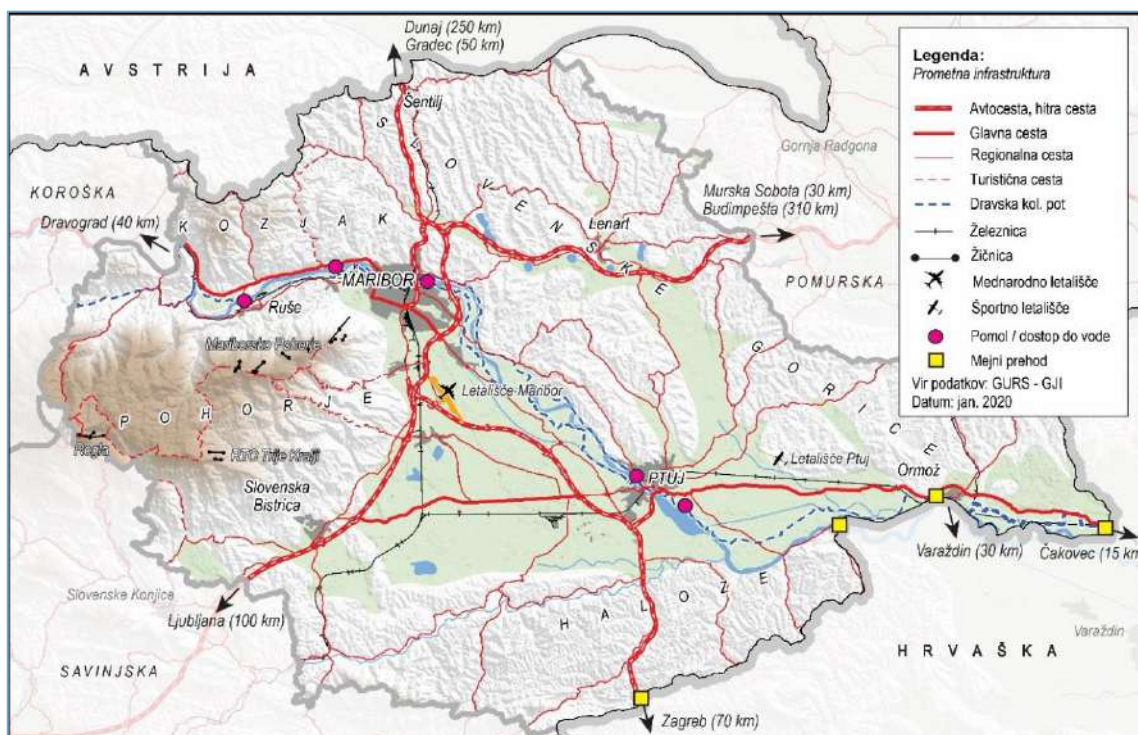 Dunaj (250 km)
Gradec (50 km)
AVSTRIJA
Šentilj
SLOVENSKE
GORICE
Gornja Radgona
KOROŠKA
Dravograd (40 km)
KOZJAK
Murska Sobota (30 km)
Budimpešta (310 km)
Lenart
POMURSKA
MARIBOR
Ruše
Mariborsko Pohorje
Letališče Maribor
POHORJE
Rogla
RTC Trije Kralji
Slovenska
Bistrica
PTUJ
Letališče Ptuj
Ormož
Varaždin (30 km)
Čakovec (15 km
Slovenske Konjice
Ljubljana (100 km)
HALOZE
Varaždin
SAVINJSKA
HRVAŠKA
Zagreb (70 km)
Legenda:
Prometna infrastruktura
Avtocesta, hitra cesta
Glavna cesta
Regionalna cesta
Turistična cesta
Dravska kol. pot
Železnica
Žičnica
Mednarodno letališče
Športno letališče
Pomol / dostop do vode
Mejni prehod
Vir podatkov: GURS - GJI
Datum: jan. 2020